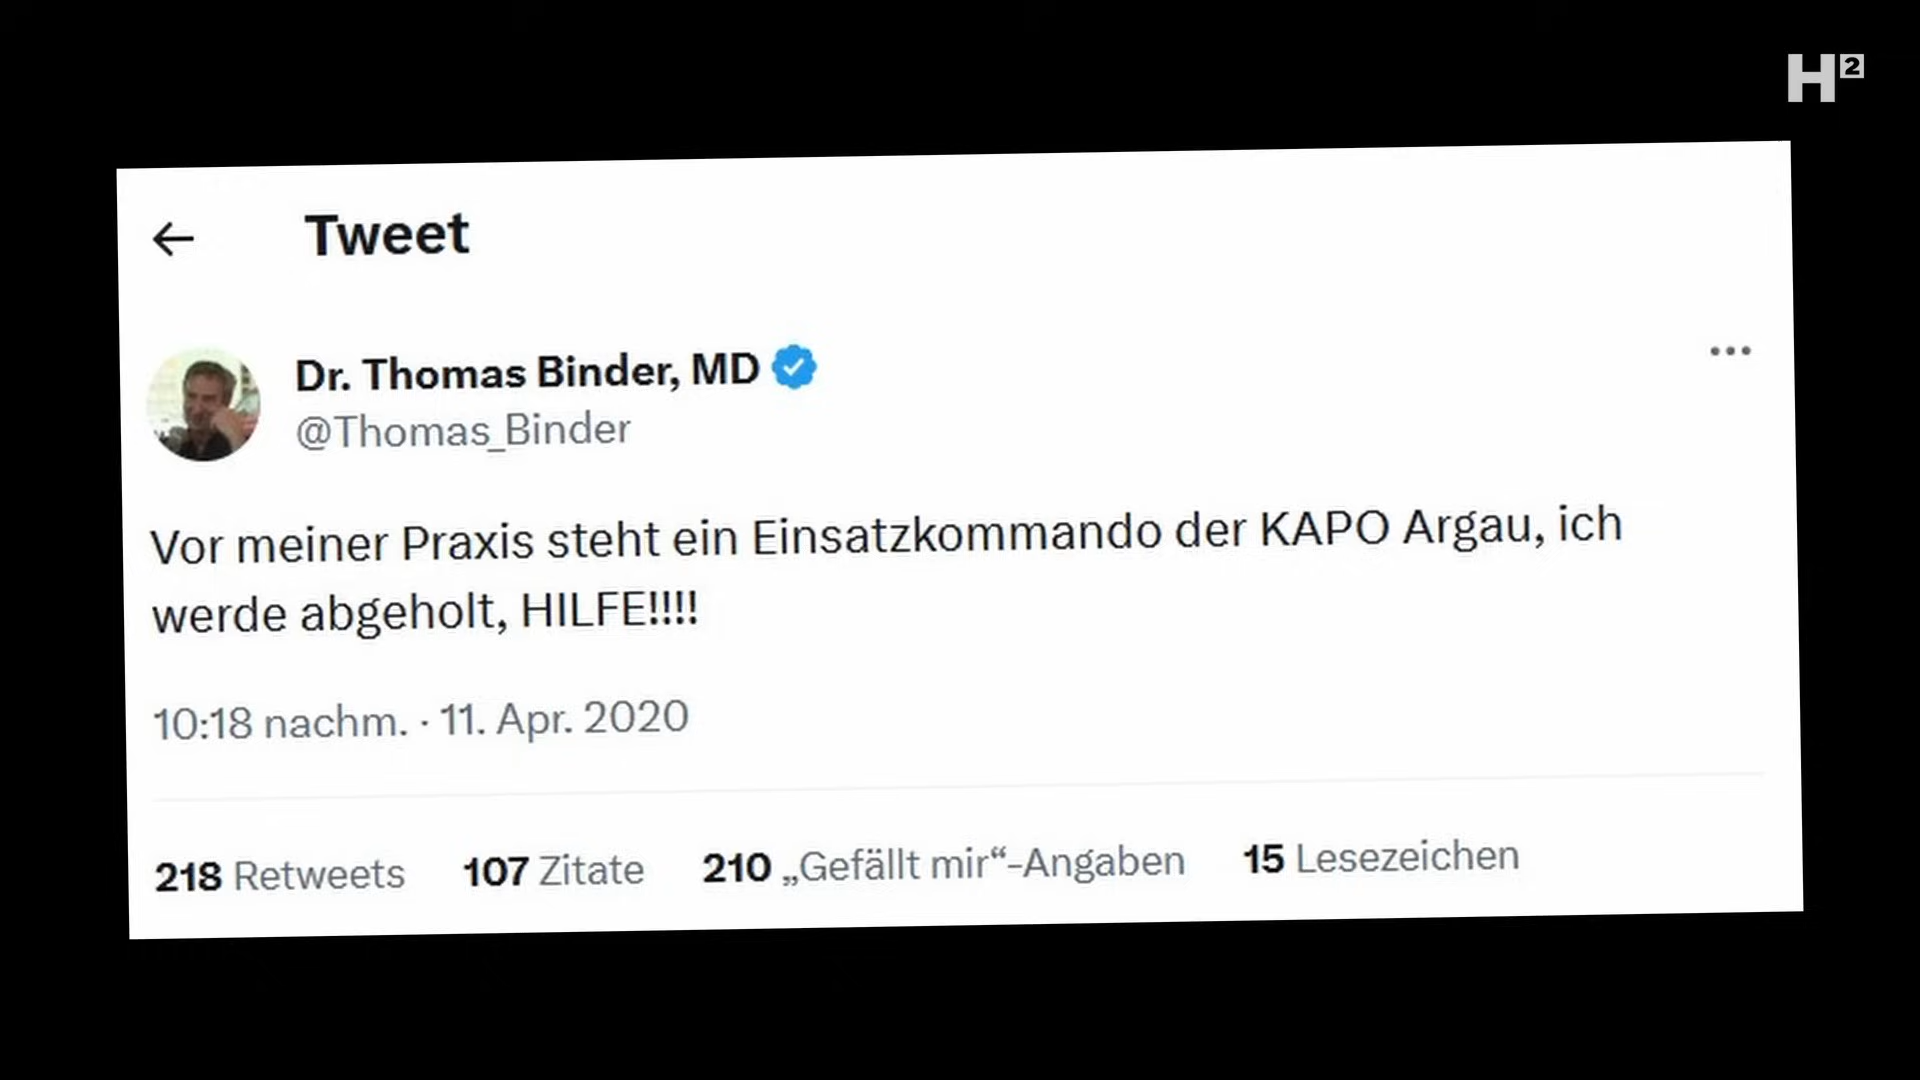 H²
Tweet
Dr. Thomas Binder, MD
@Thomas_Binder
Vor meiner Praxis steht ein Einsatzkommando der KAPO Argau, ich
werde abgeholt, HILFE!!!!
10:18 nachm. · 11. Apr. 2020
218 Retweets 107 Zitate 210 „Gefällt mir“-Angaben 15 Lesezeichen